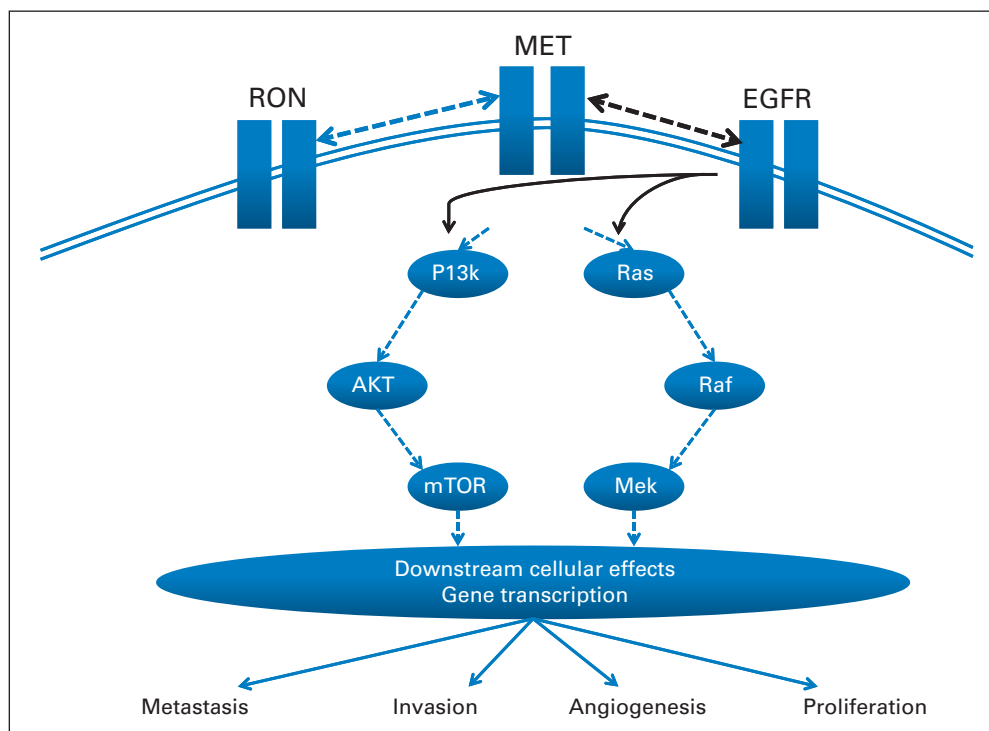 MET
RON
EGFR
P13k
Ras
AKT
Raf
mTOR
Mek
Downstream cellular effects
Gene transcription
Metastasis
Invasion
Angiogenesis
Proliferation